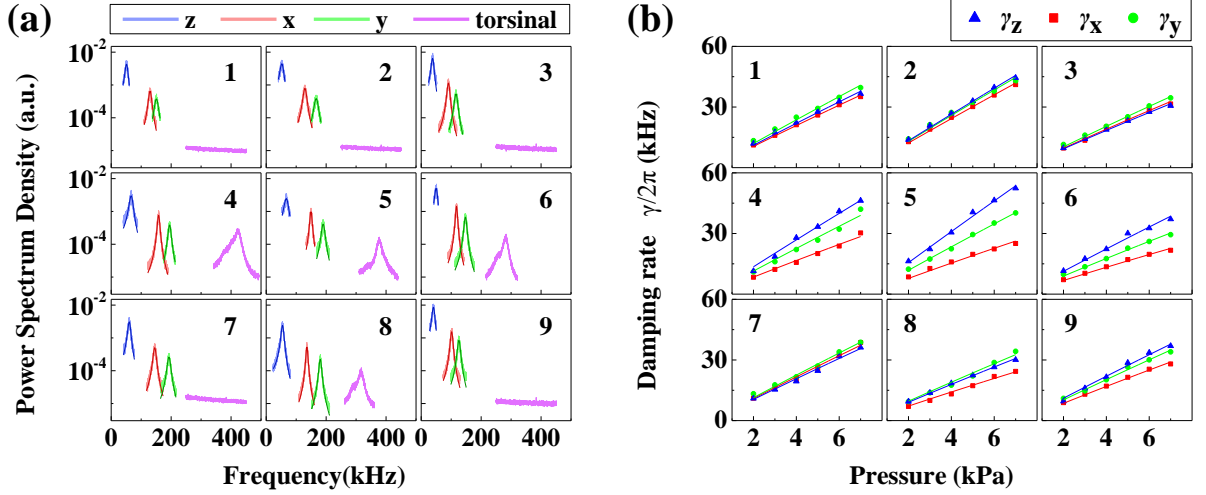 (a)
z x y torsinal
10⁻² 10⁻⁴
1 2 3
10⁻² 10⁻⁴
4 5 6
10⁻² 10⁻⁴
7 8 9
0 200 400 0 200 400 0 200 400
Power Spectrum Density (a.u.)
Frequency(kHz)
(b)
γz γx γy
60 30
1 2 3
60 30
4 5 6
60 30 0
7 8 9
2 4 6 2 4 6 2 4 6
Damping rate γ/2π (kHz)
Pressure (kPa)